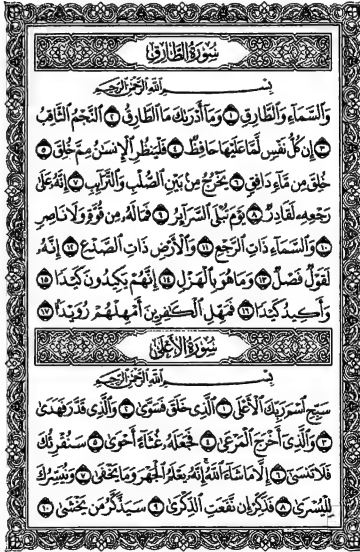 سُورَةُ الطَّارِقِ
بِسْمِ اللَّهِ الرَّحْمَٰنِ الرَّحِيمِ
وَالسَّمَاءِ وَالطَّارِقِ ١ وَمَا أَدْرَاكَ مَا الطَّارِقُ ٢ النَّجْمُ الثَّاقِبُ
٣ إِن كُلُّ نَفْسٍ لَّمَّا عَلَيْهَا حَافِظٌ ٤ فَلْيَنظُرِ الْإِنسَانُ مِمَّ خُلِقَ ٥
خُلِقَ مِن مَّاءٍ دَافِقٍ ٦ يَخْرُجُ مِن بَيْنِ الصُّلْبِ وَالتَّرَائِبِ ٧ إِنَّهُ عَلَىٰ
رَجْعِهِ لَقَادِرٌ ٨ يَوْمَ تُبْلَى السَّرَائِرُ ٩ فَمَا لَهُ مِن قُوَّةٍ وَلَا نَاصِرٍ
١٠ وَالسَّمَاءِ ذَاتِ الرَّجْعِ ١١ وَالْأَرْضِ ذَاتِ الصَّدْعِ ١٢ إِنَّهُ
لَقَوْلٌ فَصْلٌ ١٣ وَمَا هُوَ بِالْهَزْلِ ١٤ إِنَّهُمْ يَكِيدُونَ كَيْدًا ١٥
وَأَكِيدُ كَيْدًا ١٦ فَمَهِّلِ الْكَافِرِينَ أَمْهِلْهُمْ رُوَيْدًا ١٧
سُورَةُ الْأَعْلَىٰ
بِسْمِ اللَّهِ الرَّحْمَٰنِ الرَّحِيمِ
سَبِّحِ اسْمَ رَبِّكَ الْأَعْلَى ١ الَّذِي خَلَقَ فَسَوَّىٰ ٢ وَالَّذِي قَدَّرَ فَهَدَىٰ
٣ وَالَّذِي أَخْرَجَ الْمَرْعَىٰ ٤ فَجَعَلَهُ غُثَاءً أَحْوَىٰ ٥ سَنُقْرِئُكَ
فَلَا تَنسَىٰ ٦ إِلَّا مَا شَاءَ اللَّهُ إِنَّهُ يَعْلَمُ الْجَهْرَ وَمَا يَخْفَىٰ ٧ وَنُيَسِّرُكَ
لِلْيُسْرَىٰ ٨ فَذَكِّرْ إِن نَّفَعَتِ الذِّكْرَىٰ ٩ سَيَذَّكَّرُ مَن يَخْشَىٰ ١٠